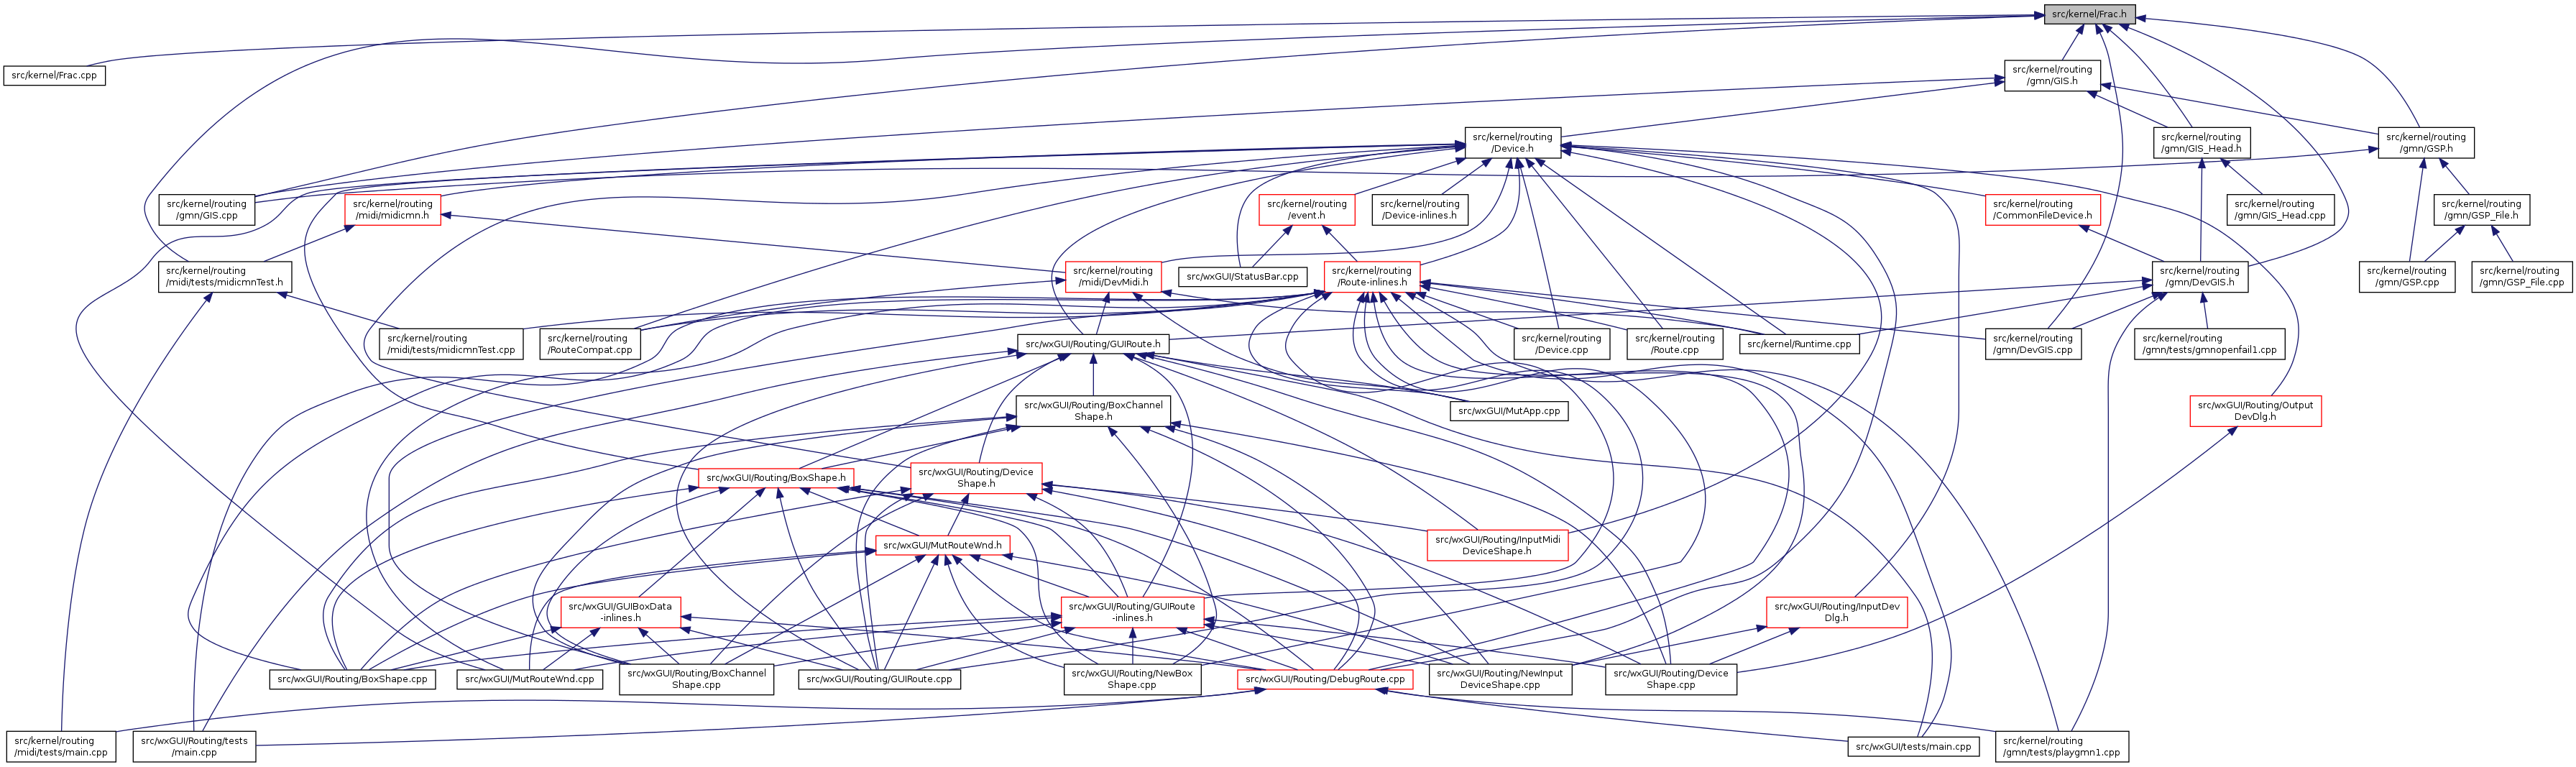 src/kernel/Frac.h
src/kernel/Frac.cpp
src/kernel/routing
/gmn/GIS.h
src/kernel/routing
/Device.h
src/kernel/routing
/gmn/GIS_Head.h
src/kernel/routing
/gmn/GSP.h
src/kernel/routing
/gmn/GIS.cpp
src/kernel/routing
/midi/midicmn.h
src/kernel/routing
/event.h
src/kernel/routing
/Device-inlines.h
src/kernel/routing
/CommonFileDevice.h
src/kernel/routing
/gmn/GIS_Head.cpp
src/kernel/routing
/gmn/GSP_File.h
src/kernel/routing
/midi/tests/midicmnTest.h
src/kernel/routing
/midi/DevMidi.h
src/wxGUI/StatusBar.cpp
src/kernel/routing
/Route-inlines.h
src/kernel/routing
/gmn/DevGIS.h
src/kernel/routing
/gmn/GSP.cpp
src/kernel/routing
/gmn/GSP_File.cpp
src/kernel/routing
/midi/tests/midicmnTest.cpp
src/kernel/routing
/RouteCompat.cpp
src/wxGUI/Routing/GUIRoute.h
src/kernel/routing
/Device.cpp
src/kernel/routing
/Route.cpp
src/kernel/Runtime.cpp
src/kernel/routing
/gmn/DevGIS.cpp
src/kernel/routing
/gmn/tests/gmnopenfail1.cpp
src/wxGUI/Routing/BoxChannel
Shape.h
src/wxGUI/MutApp.cpp
src/wxGUI/Routing/Output
DevDlg.h
src/wxGUI/Routing/BoxShape.h
src/wxGUI/Routing/Device
Shape.h
src/wxGUI/MutRouteWnd.h
src/wxGUI/Routing/InputMidi
DeviceShape.h
src/wxGUI/GUIBoxData
-inlines.h
src/wxGUI/Routing/GUIRoute
-inlines.h
src/wxGUI/Routing/InputDev
Dlg.h
src/wxGUI/Routing/BoxShape.cpp
src/wxGUI/MutRouteWnd.cpp
src/wxGUI/Routing/BoxChannel
Shape.cpp
src/wxGUI/Routing/GUIRoute.cpp
src/wxGUI/Routing/NewBox
Shape.cpp
src/wxGUI/Routing/DebugRoute.cpp
src/wxGUI/Routing/NewInput
DeviceShape.cpp
src/wxGUI/Routing/Device
Shape.cpp
src/kernel/routing
/midi/tests/main.cpp
src/wxGUI/Routing/tests
/main.cpp
src/wxGUI/tests/main.cpp
src/kernel/routing
/gmn/tests/playgmn1.cpp